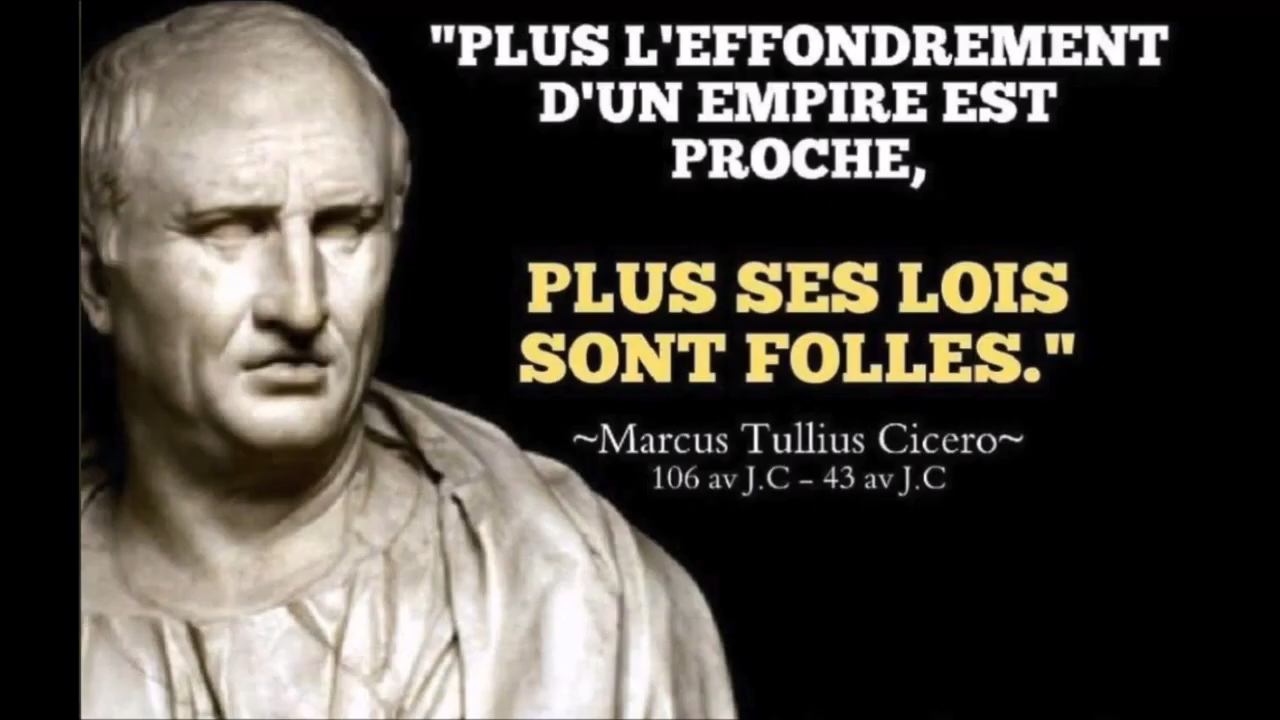 "PLUS L'EFFONDREMENT
D'UN EMPIRE EST
PROCHE,
PLUS SES LOIS
SONT FOLLES."
~Marcus Tullius Cicero~
106 av J.C – 43 av J.C